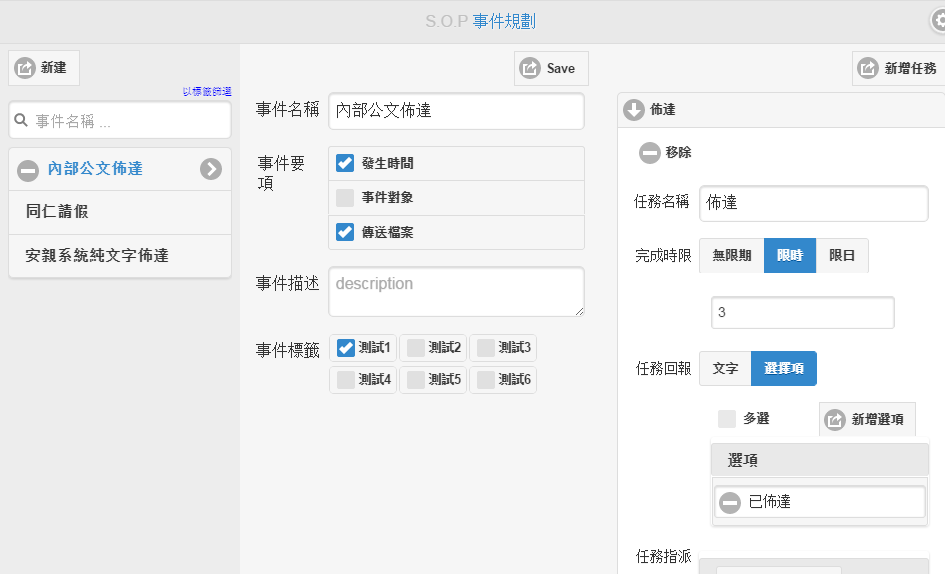 S.O.P 事件規劃
新建
以標籤篩選
事件名稱 ...
內部公文佈達
同仁請假
安親系統純文字佈達
Save
事件名稱
內部公文佈達
事件要項
發生時間
事件對象
傳送檔案
事件描述
description
事件標籤
測試1 測試2 測試3
測試4 測試5 測試6
新增任務
佈達
移除
任務名稱
佈達
完成時限
無限期 限時 限日
3
任務回報
文字 選擇項
多選
新增選項
選項
已佈達
任務指派